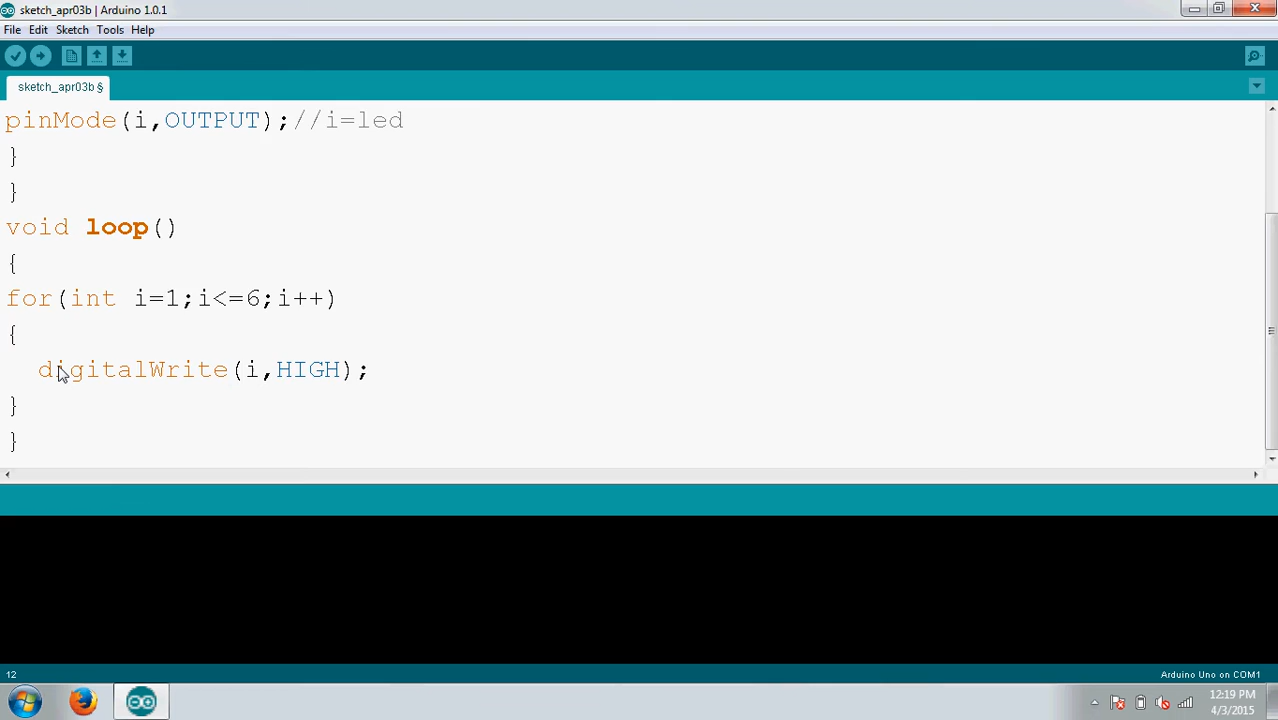 sketch_apr03b | Arduino 1.0.1
File Edit Sketch Tools Help
sketch_apr03b §
pinMode(i,OUTPUT);//i=led
}
}
void loop()
{
for(int i=1;i<=6;i++)
{
digitalWrite(i,HIGH);
}
}
12
Arduino Uno on COM1
12:19 PM
4/3/2015